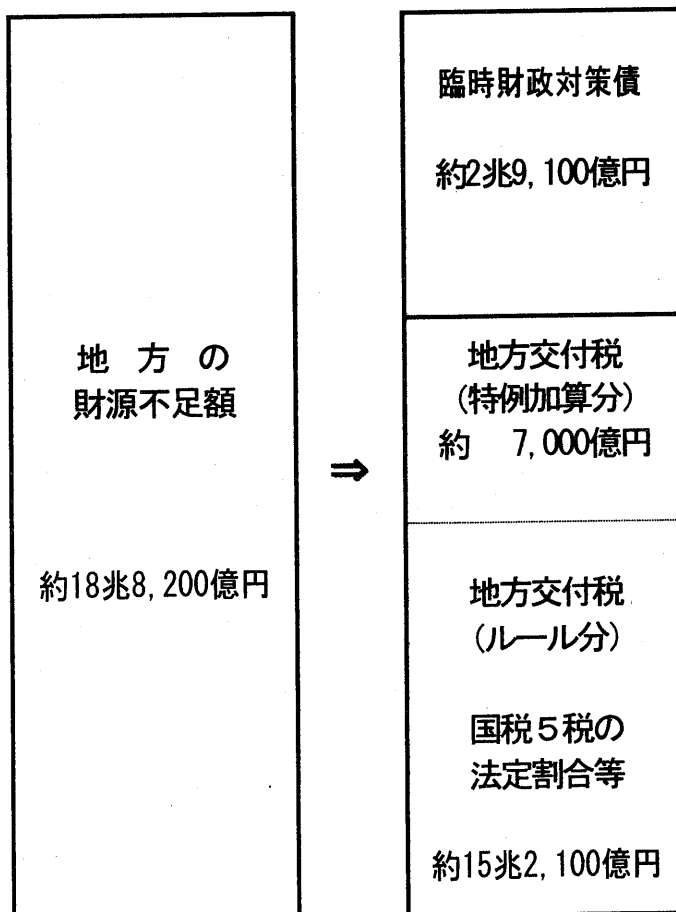 地方の
財源不足額
約18兆8,200億円
⇒
臨時財政対策債
約2兆9,100億円
地方交付税
(特例加算分)
約 7,000億円
地方交付税
(ルール分)
国税５税の
法定割合等
約15兆2,100億円